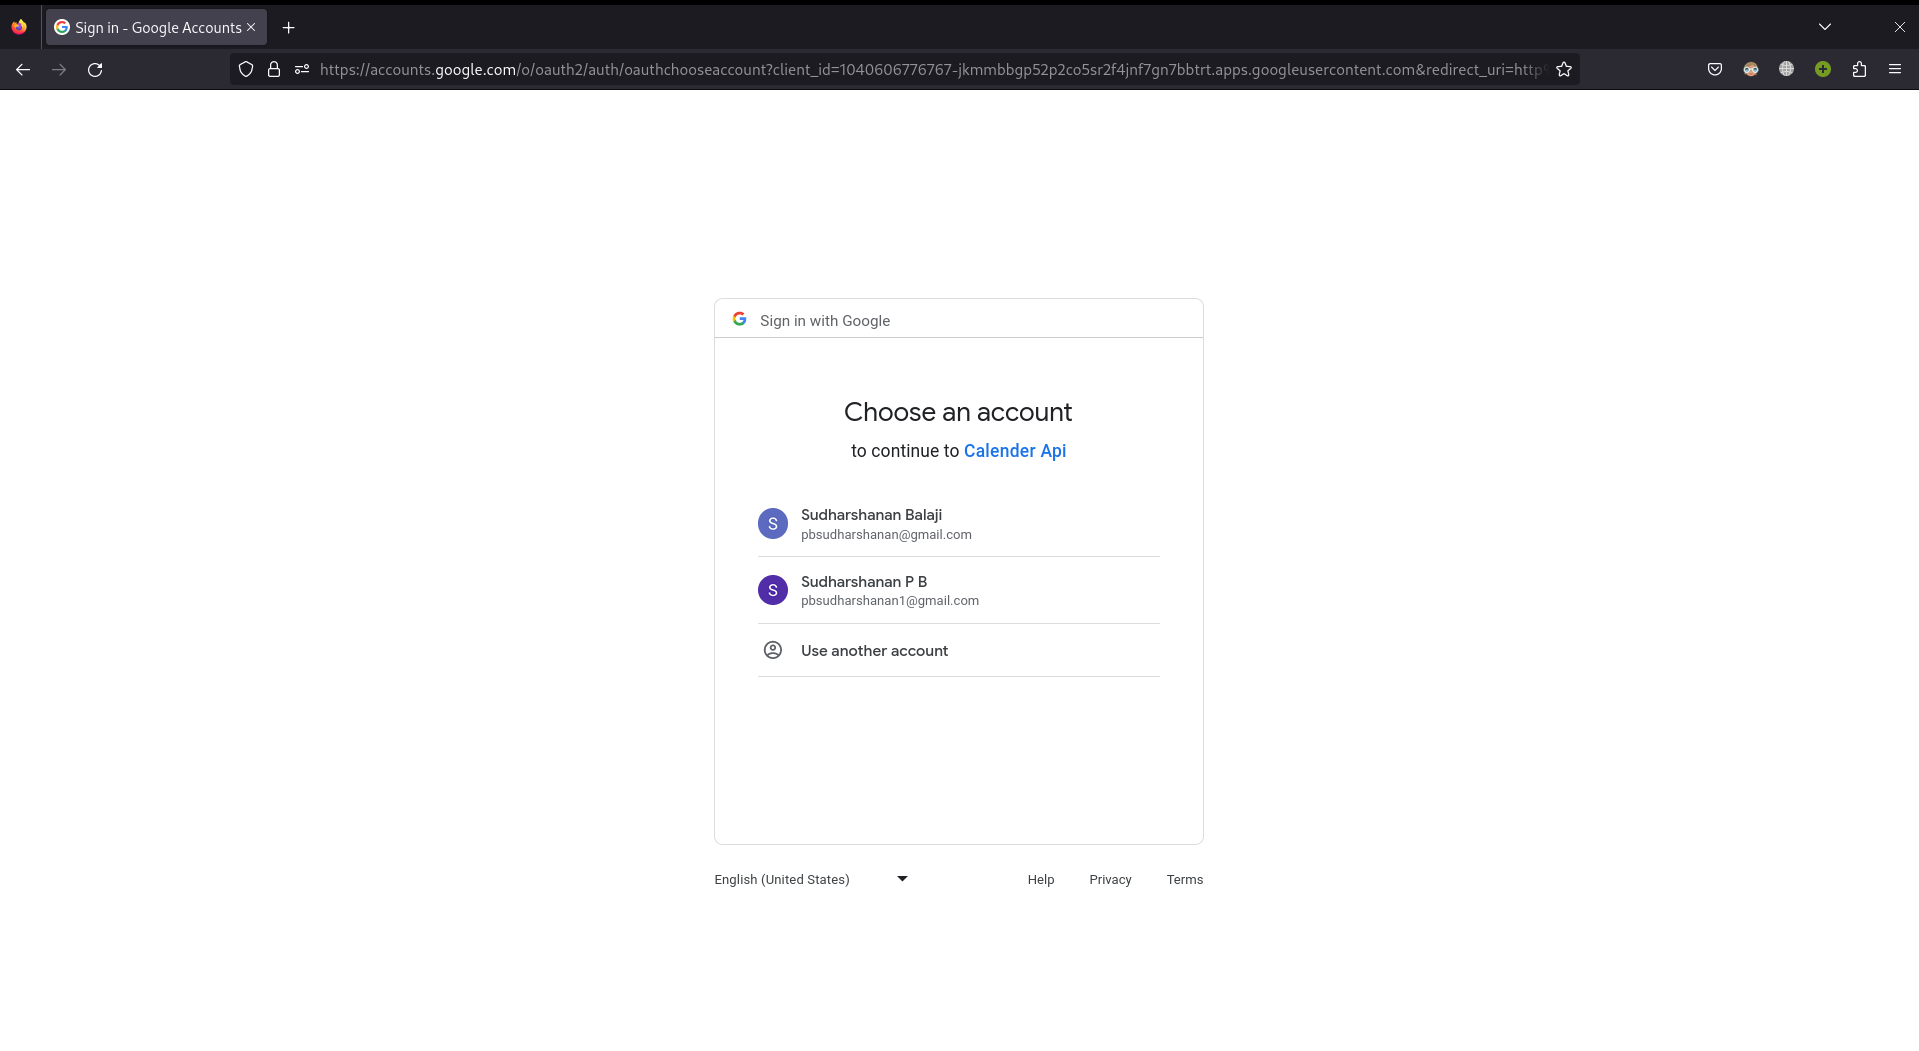 Sign in - Google Accounts
https://accounts.google.com/o/oauth2/auth/oauthchooseaccount?client_id=1040606776767-jkmmbbgp52p2co5sr2f4jnf7gn7bbtrt.apps.googleusercontent.com&redirect_uri=http
Sign in with Google
Choose an account
to continue to Calender Api
S
Sudharshanan Balaji
pbsudharshanan@gmail.com
S
Sudharshanan P B
pbsudharshanan1@gmail.com
Use another account
English (United States) Help Privacy Terms